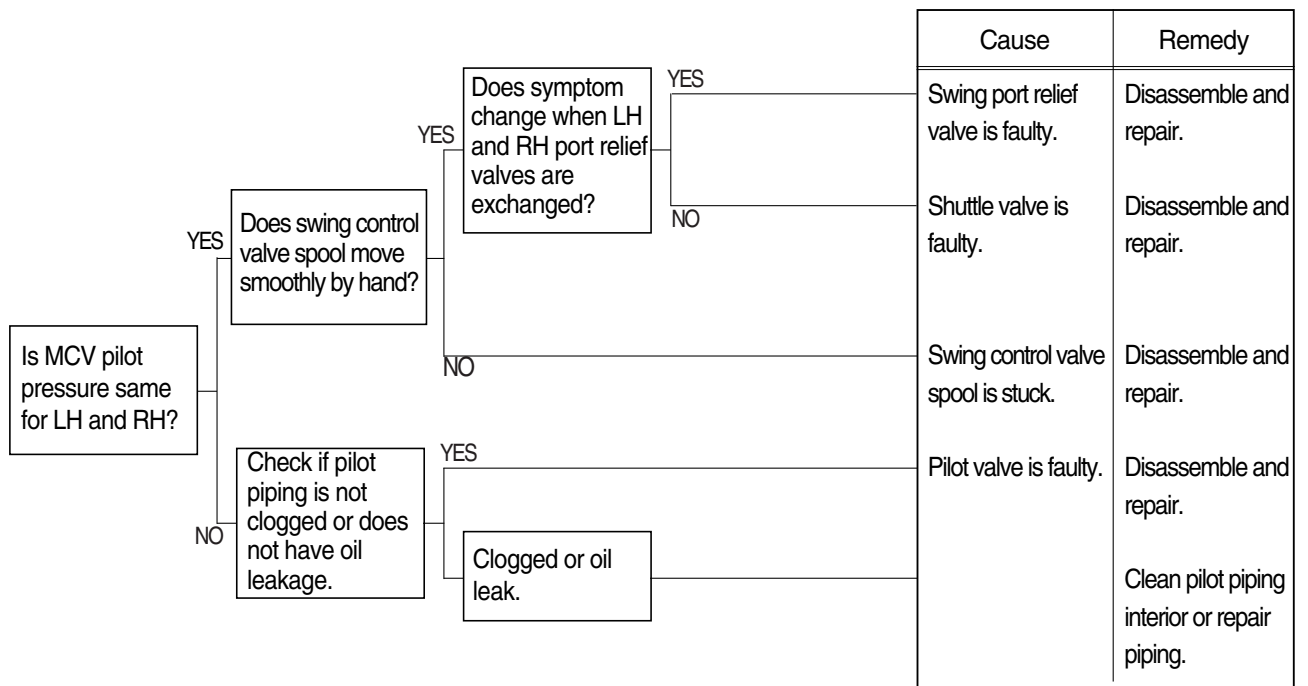 Is MCV pilot
pressure same
for LH and RH?
YES
NO
Does swing control
valve spool move
smoothly by hand?
YES
NO
Does symptom
change when LH
and RH port relief
valves are
exchanged?
YES
NO
Check if pilot
piping is not
clogged or does
not have oil
leakage.
YES
Clogged or oil
leak.
Cause
Remedy
Swing port relief
valve is faulty.
Disassemble and
repair.
Shuttle valve is
faulty.
Disassemble and
repair.
Swing control valve
spool is stuck.
Disassemble and
repair.
Pilot valve is faulty.
Disassemble and
repair.
Clean pilot piping
interior or repair
piping.